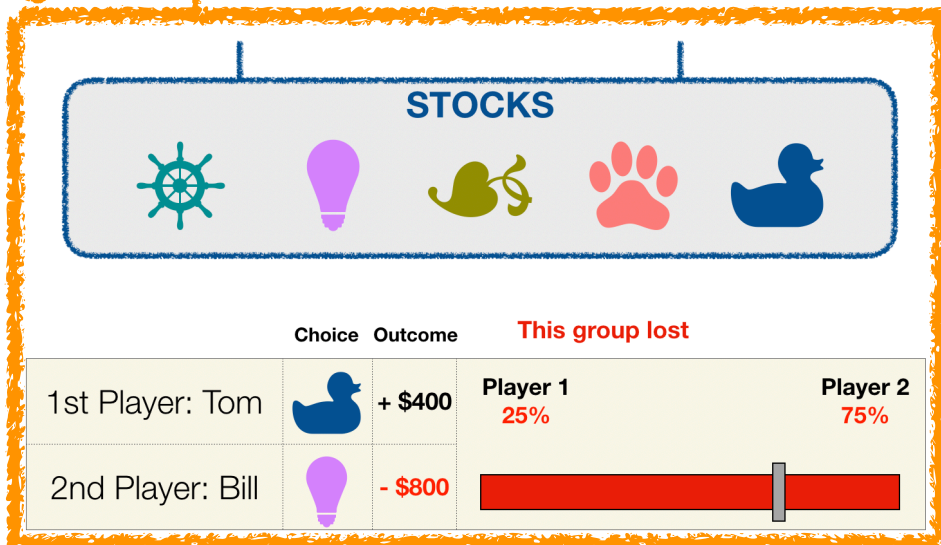 STOCKS
Choice Outcome This group lost
1st Player: Tom + $400 Player 1 Player 2
25% 75%
2nd Player: Bill - $800